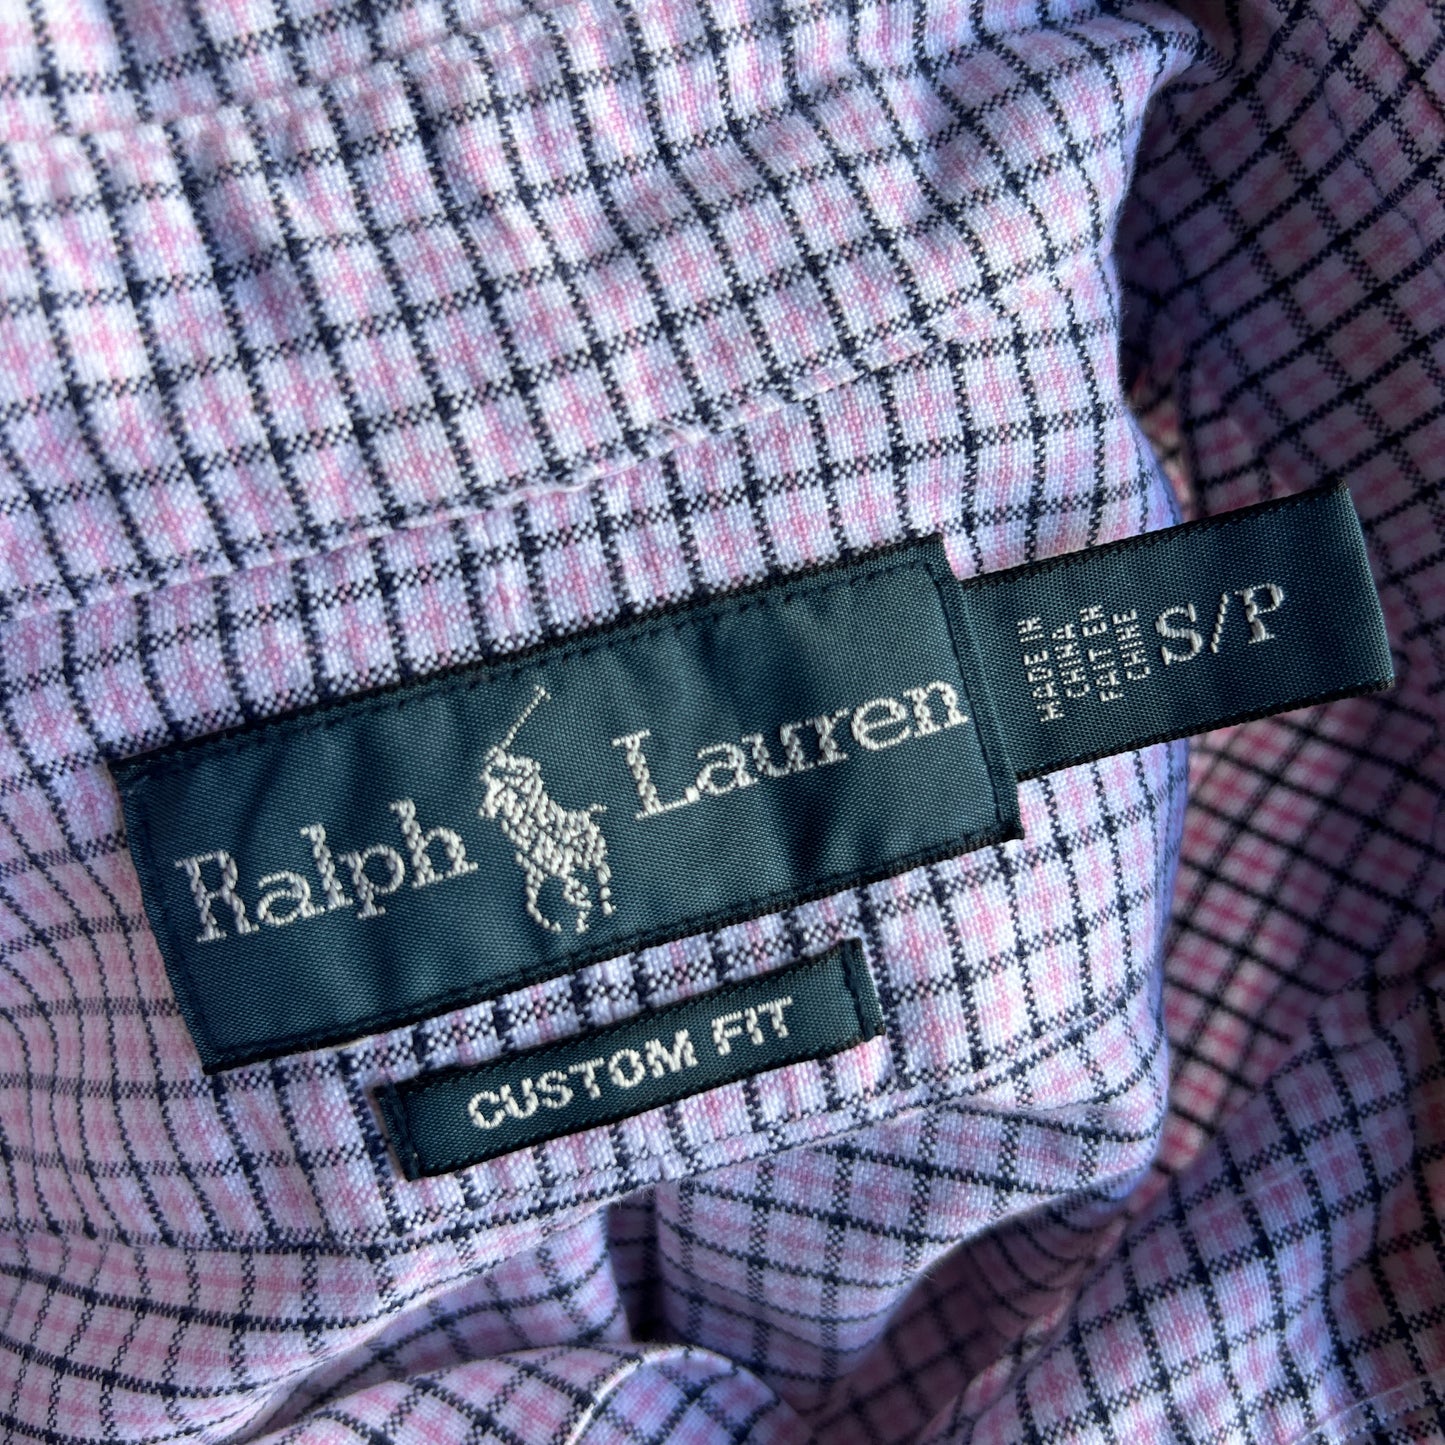 Ralph Lauren
MADE IN
CHINA
FAIT EN
CHINE
S/P
CUSTOM FIT